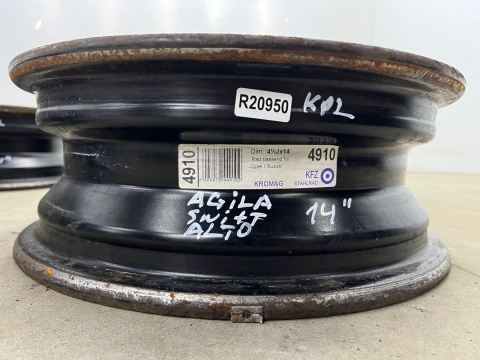 R20950
KPL
4910
Dim.: 4½Jx14
Rad passend für
Opel / Suzuki
KROMAG
4910
KFZ
STAHLRAD
AGiLA
SWiFT
ALTO
14"